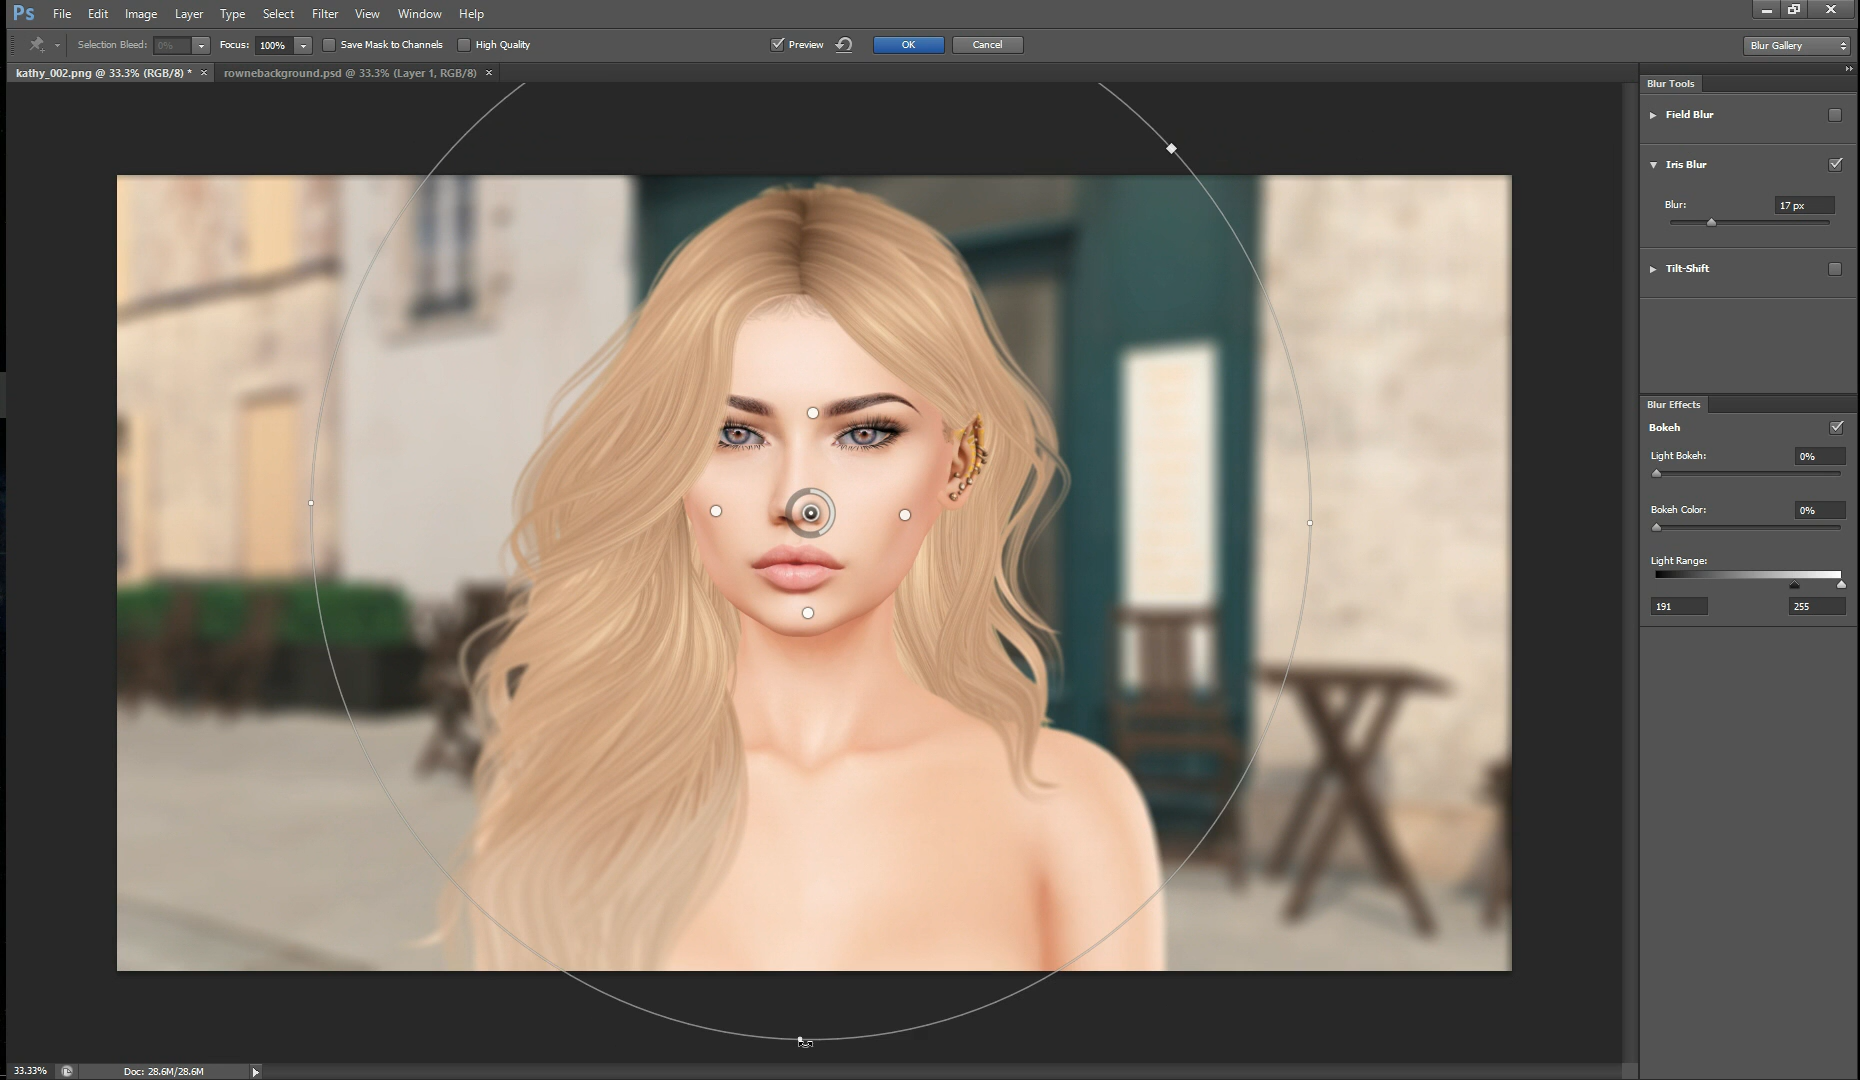 Ps File Edit Image Layer Type Select Filter View Window Help
Selection Bleed: 0% Focus: 100% Save Mask to Channels High Quality Preview OK Cancel Blur Gallery
kathy_002.png @ 33.3% (RGB/8) * × rownebackground.psd @ 33.3% (Layer 1, RGB/8) ×
Blur Tools
Field Blur
Iris Blur
Blur: 17 px
Tilt-Shift
Blur Effects
Bokeh
Light Bokeh: 0%
Bokeh Color: 0%
Light Range:
191 255
33.33% Doc: 28.6M/28.6M